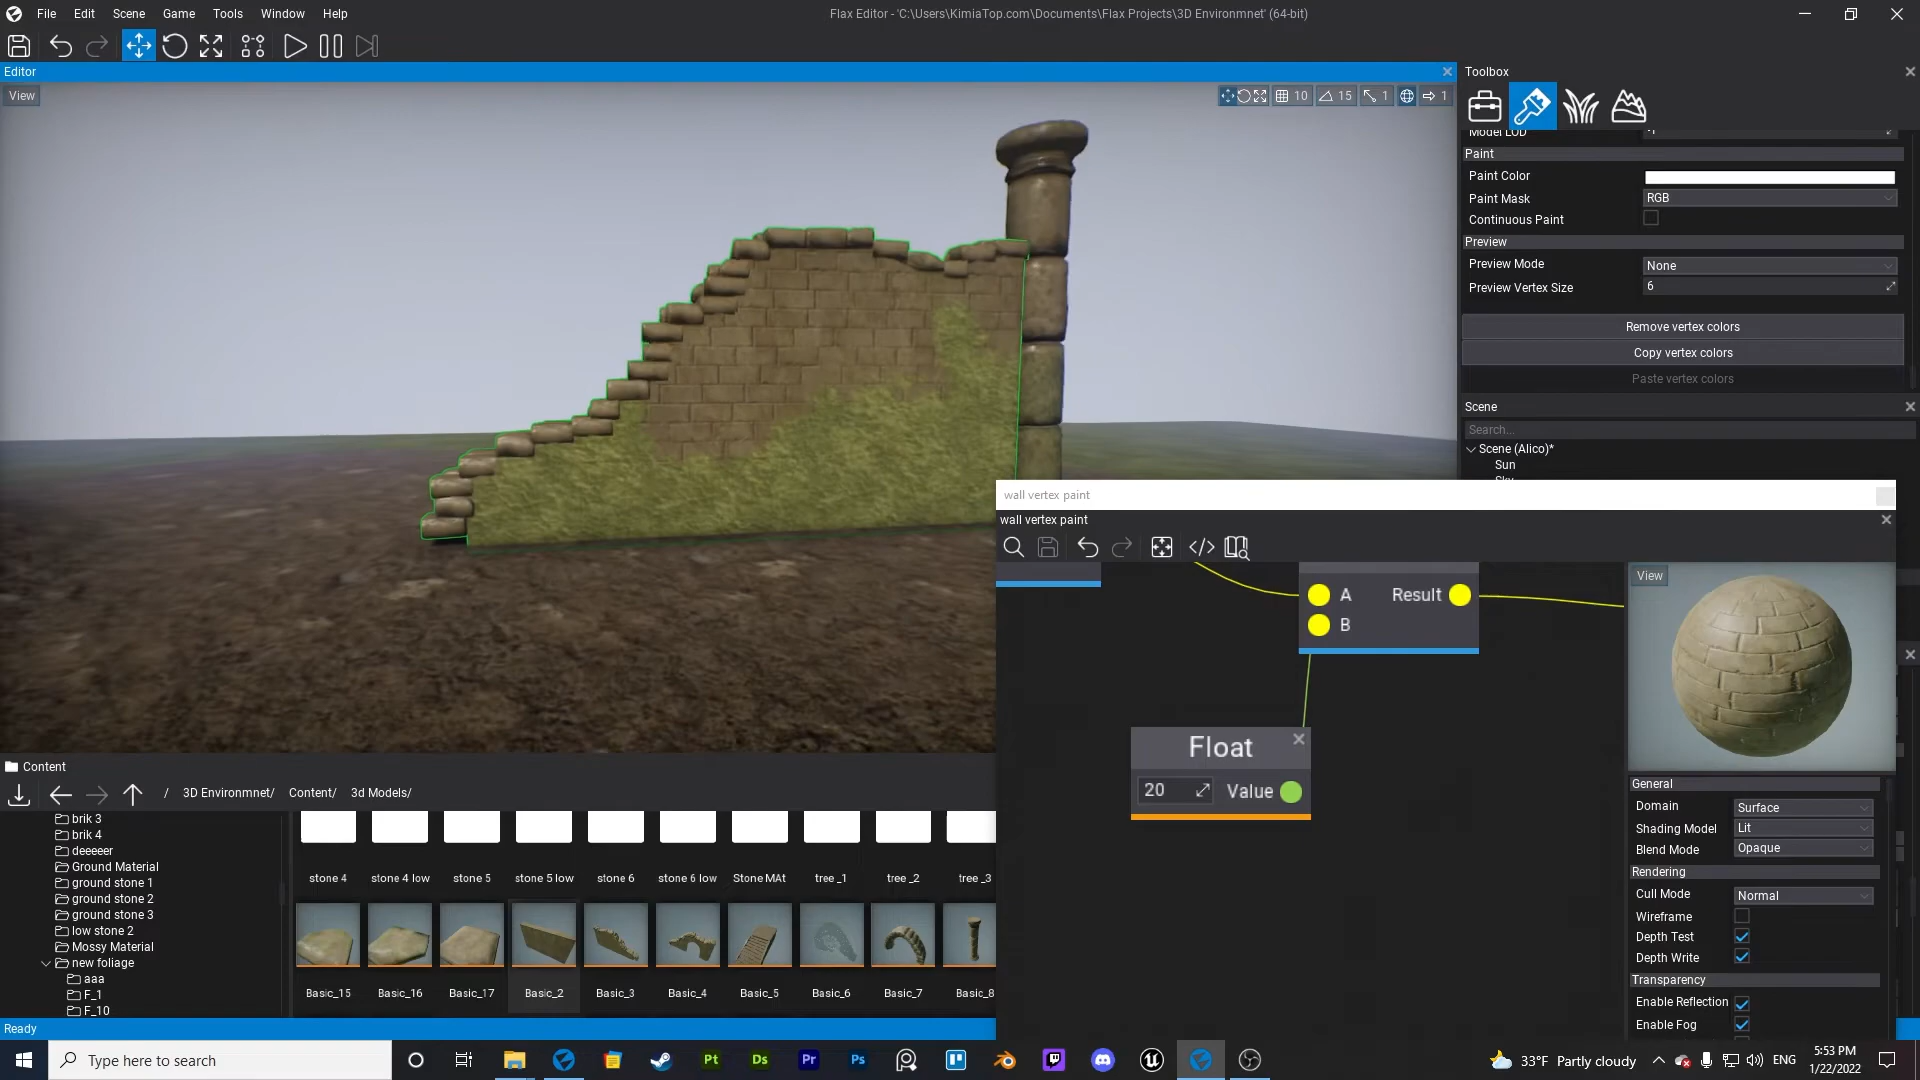 File Edit Scene Game Tools Window Help
Flax Editor - 'C:\Users\KimiaTop.com\Documents\Flax Projects\3D Environmnet' (64-bit)
Editor
View
10
15
1
1
Toolbox
Model LOD
Paint
Paint Color
Paint Mask RGB
Continuous Paint
Preview
Preview Mode None
Preview Vertex Size 6
Remove vertex colors
Copy vertex colors
Paste vertex colors
Scene
Search...
Scene (Alico)*
Sun
wall vertex paint
wall vertex paint
A Result
B
Float
20 Value
View
General
Domain Surface
Shading Model Lit
Blend Mode Opaque
Rendering
Cull Mode Normal
Wireframe
Depth Test
Depth Write
Transparency
Enable Reflection
Enable Fog
Content
/ 3D Environmnet/ Content/ 3d Models/
brik 3
brik 4
deeeeer
Ground Material
ground stone 1
ground stone 2
ground stone 3
low stone 2
Mossy Material
new foliage
aaa
F_1
F_10
stone 4 stone 4 low stone 5 stone 5 low stone 6 stone 6 low Stone MAt tree _1 tree _2 tree _3
Basic_15 Basic_16 Basic_17 Basic_2 Basic_3 Basic_4 Basic_5 Basic_6 Basic_7 Basic_8
Ready
Type here to search
Pt Ds Pr Ps
33°F Partly cloudy
ENG
5:53 PM
1/22/2022